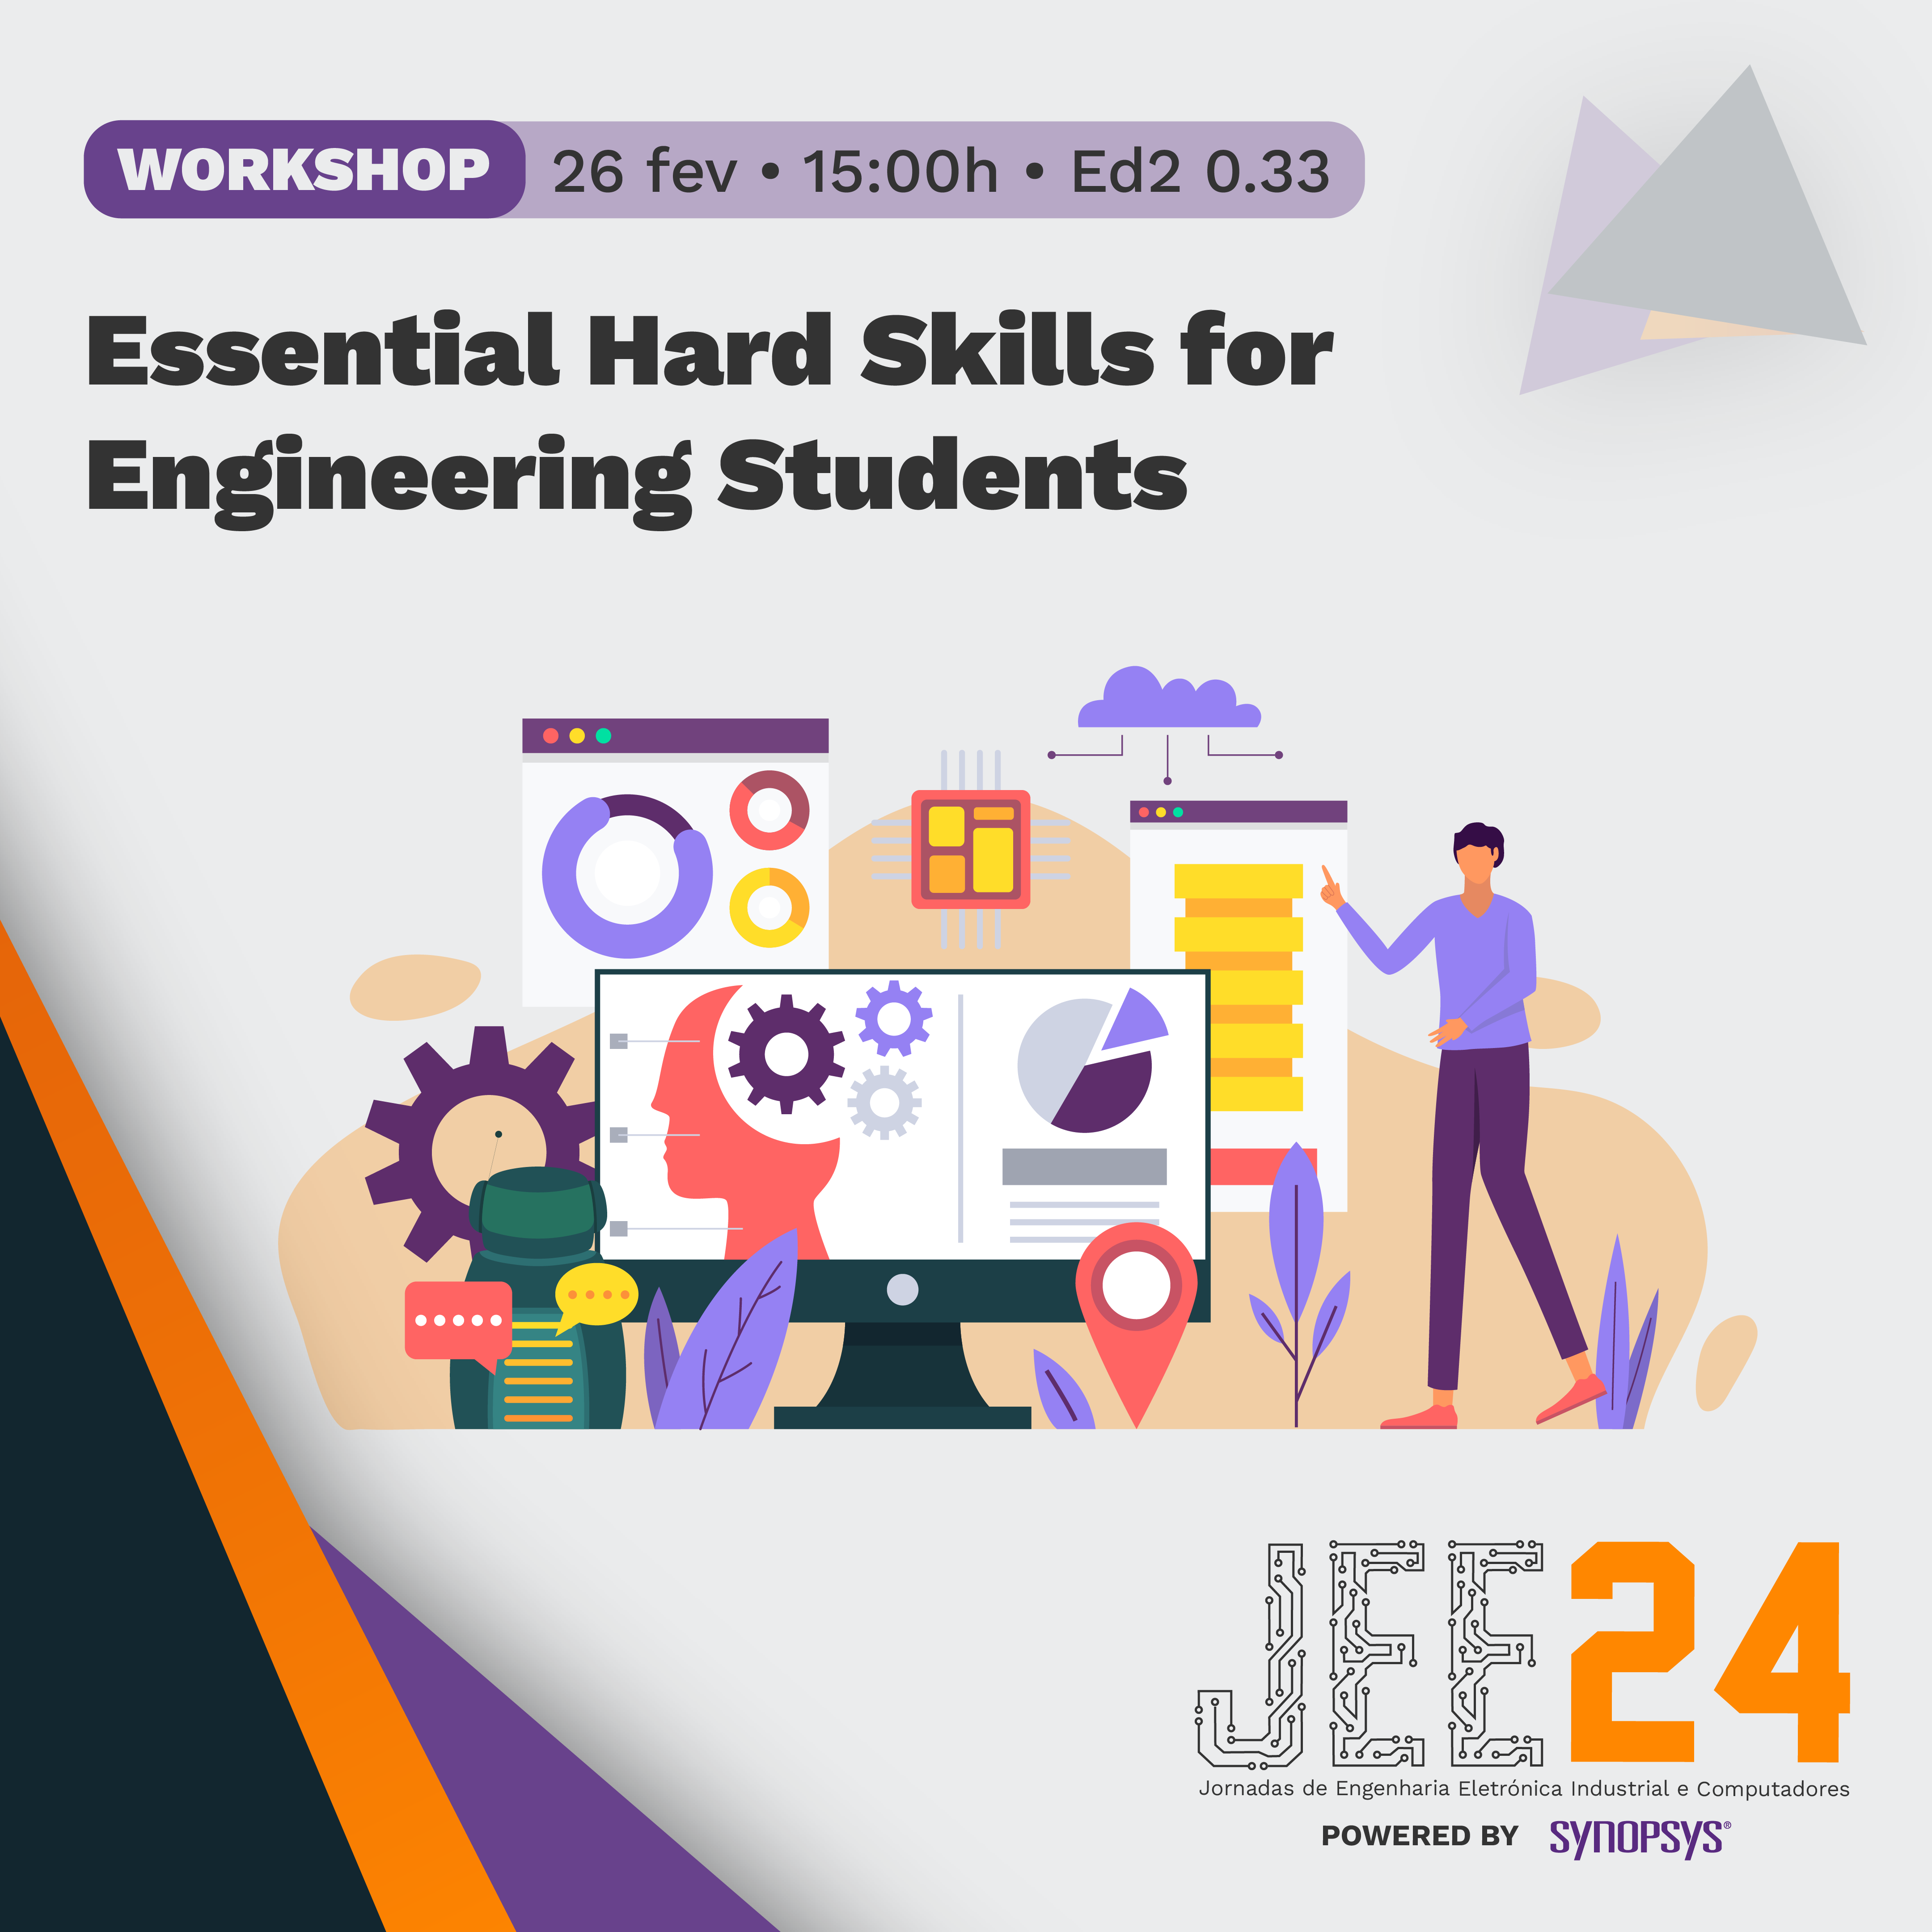 WORKSHOP 26 fev • 15:00h • Ed2 0.33
Essential Hard Skills for
Engineering Students
JEE24
Jornadas de Engenharia Eletrónica Industrial e Computadores
POWERED BY SYNOPSYS®